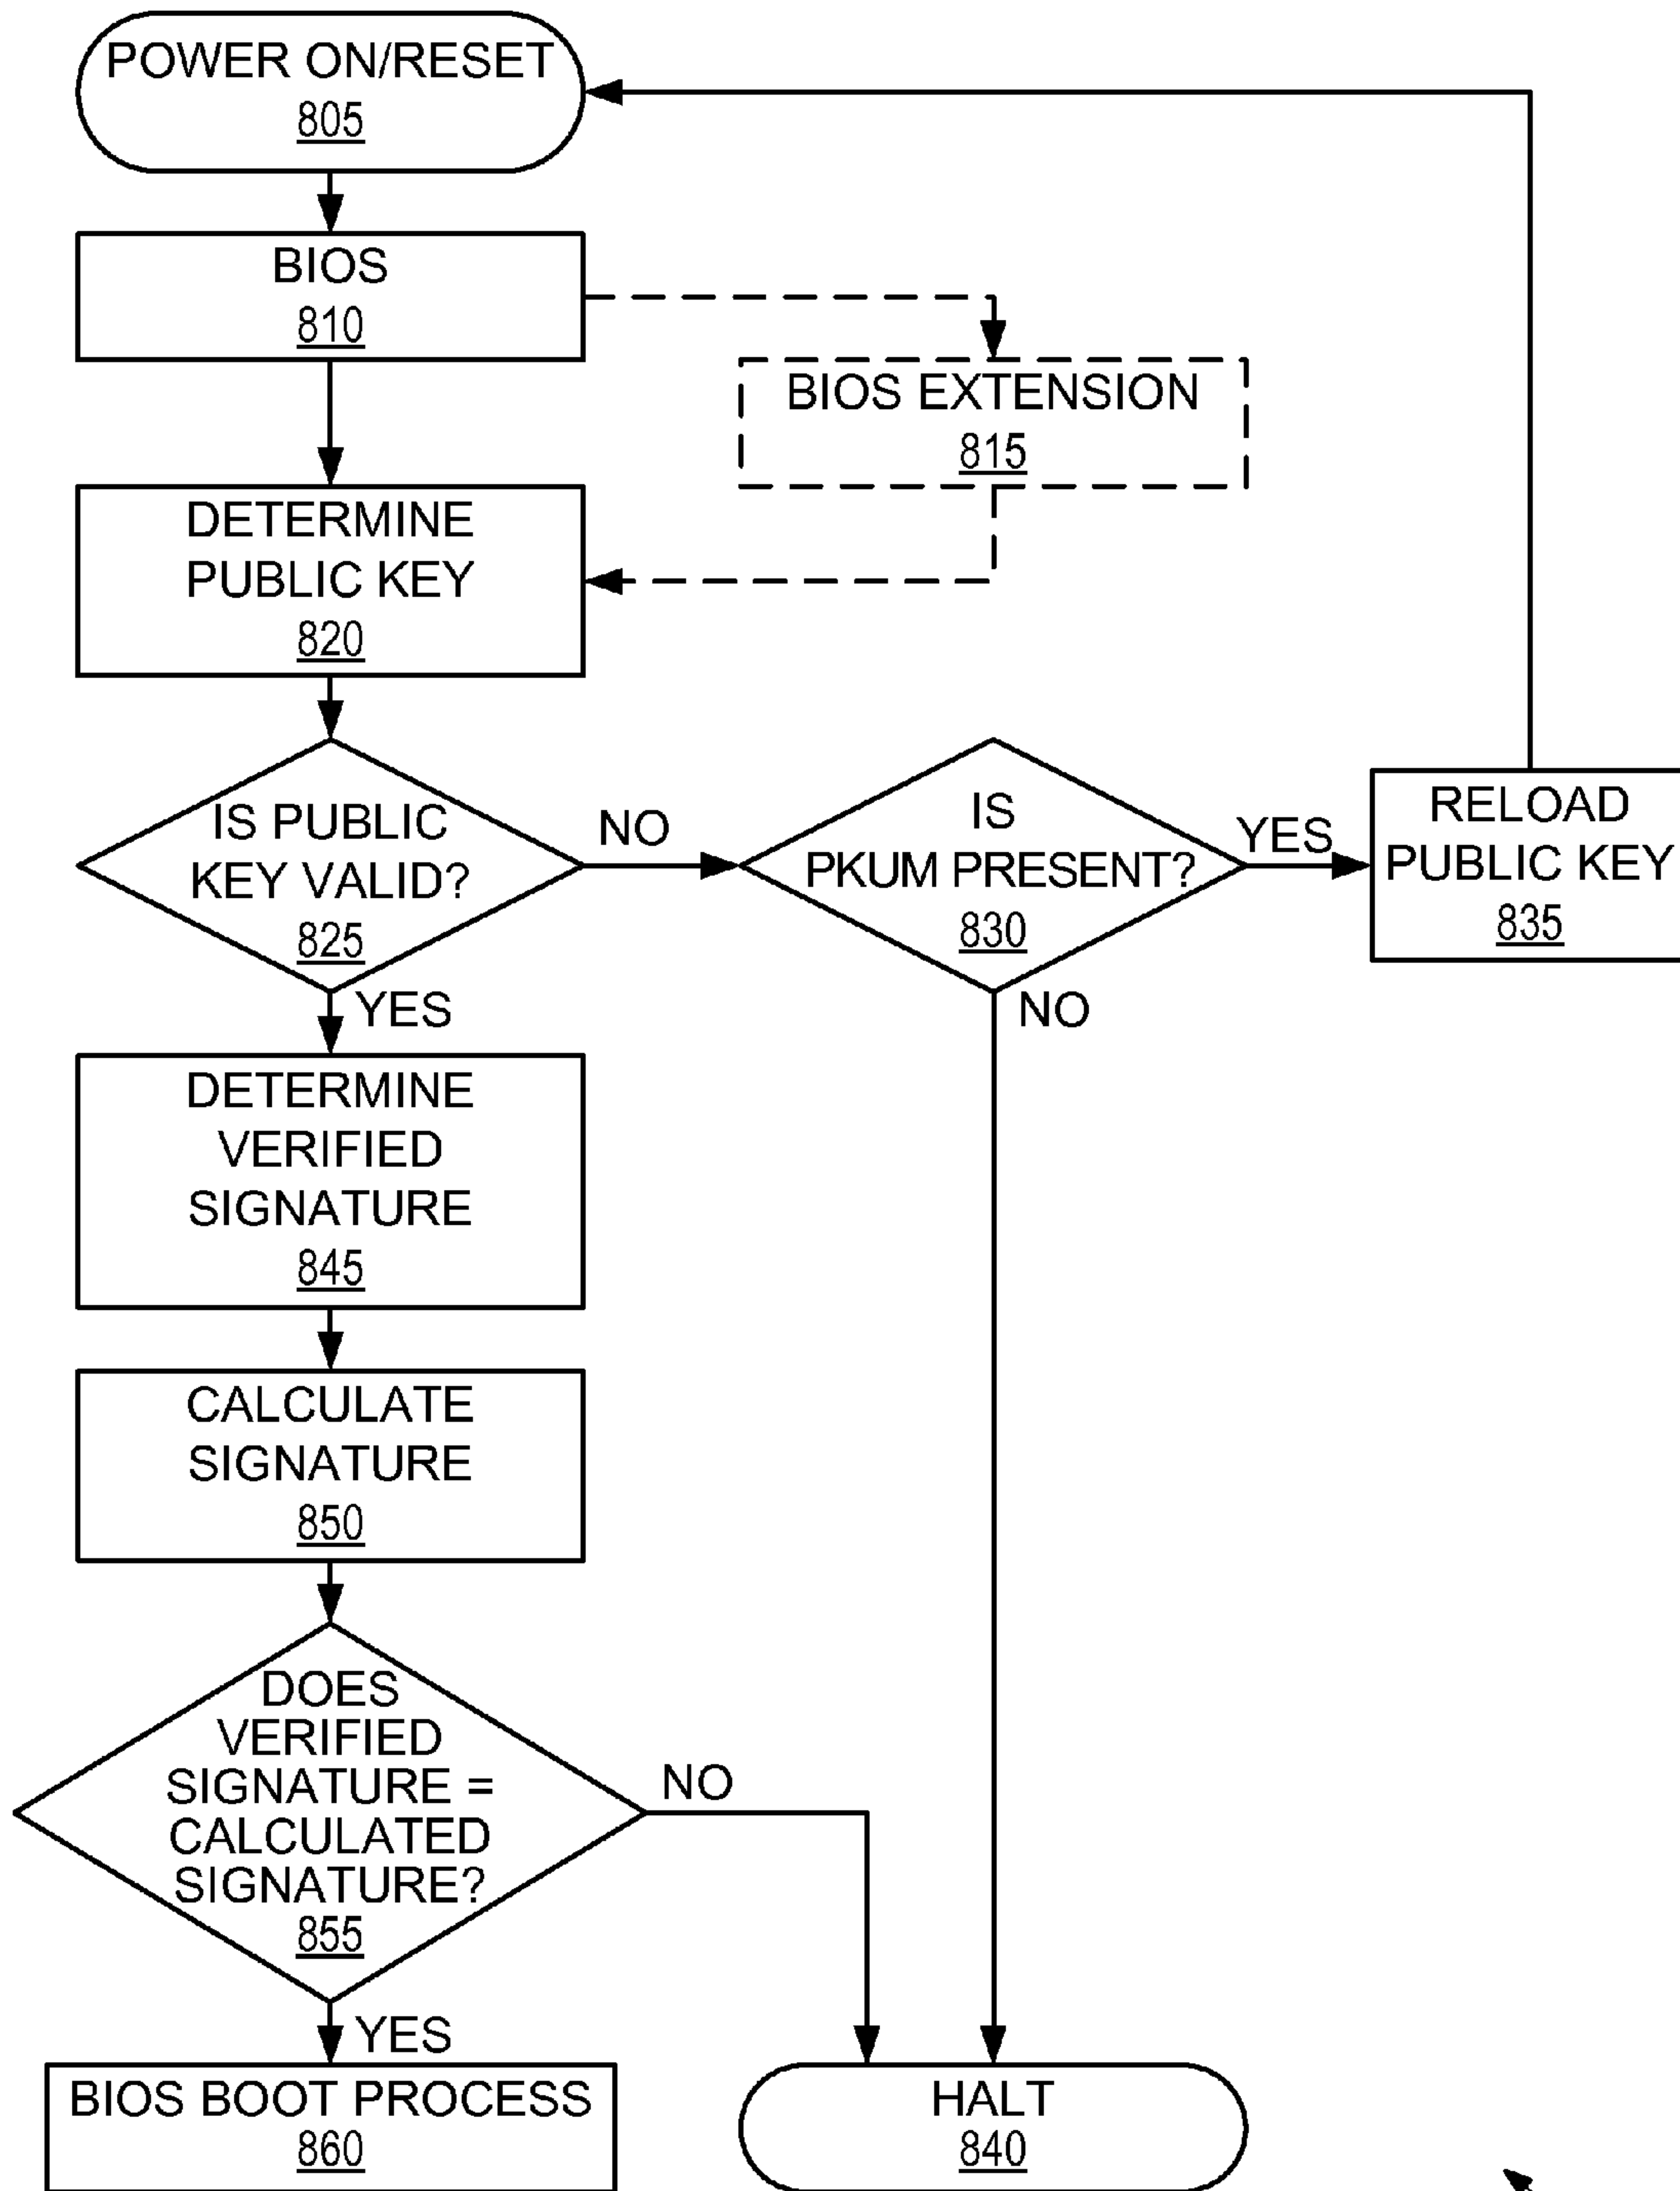 POWER ON/RESET
805
BIOS
810
BIOS EXTENSION
815
DETERMINE
PUBLIC KEY
820
IS PUBLIC
KEY VALID?
825
NO
IS
PKUM PRESENT?
830
YES
RELOAD
PUBLIC KEY
835
YES
NO
DETERMINE
VERIFIED
SIGNATURE
845
CALCULATE
SIGNATURE
850
DOES
VERIFIED
SIGNATURE =
CALCULATED
SIGNATURE?
855
NO
YES
BIOS BOOT PROCESS
860
HALT
840